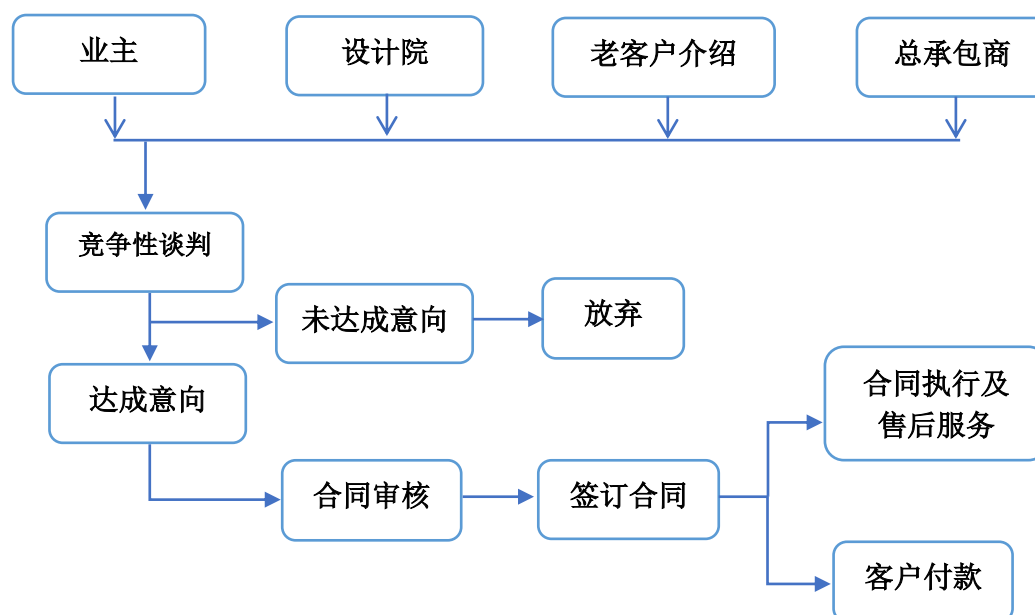 业主
设计院
老客户介绍
总承包商
竞争性谈判
未达成意向
放弃
达成意向
合同执行及
售后服务
合同审核
签订合同
客户付款